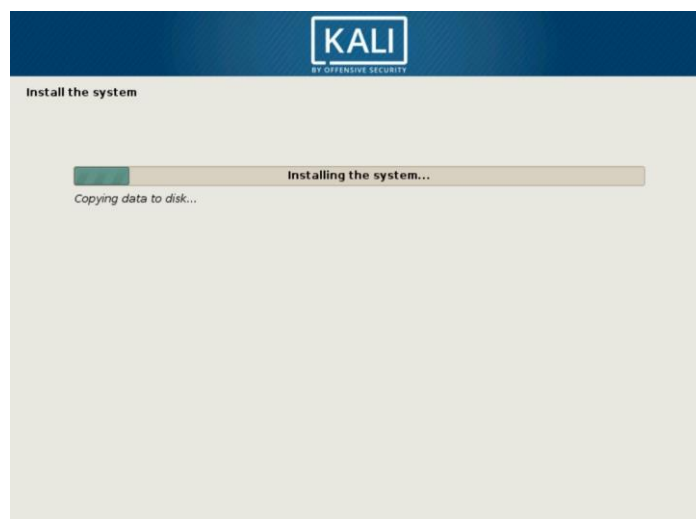 KALI
BY OFFENSIVE SECURITY
Install the system
Installing the system...
Copying data to disk...